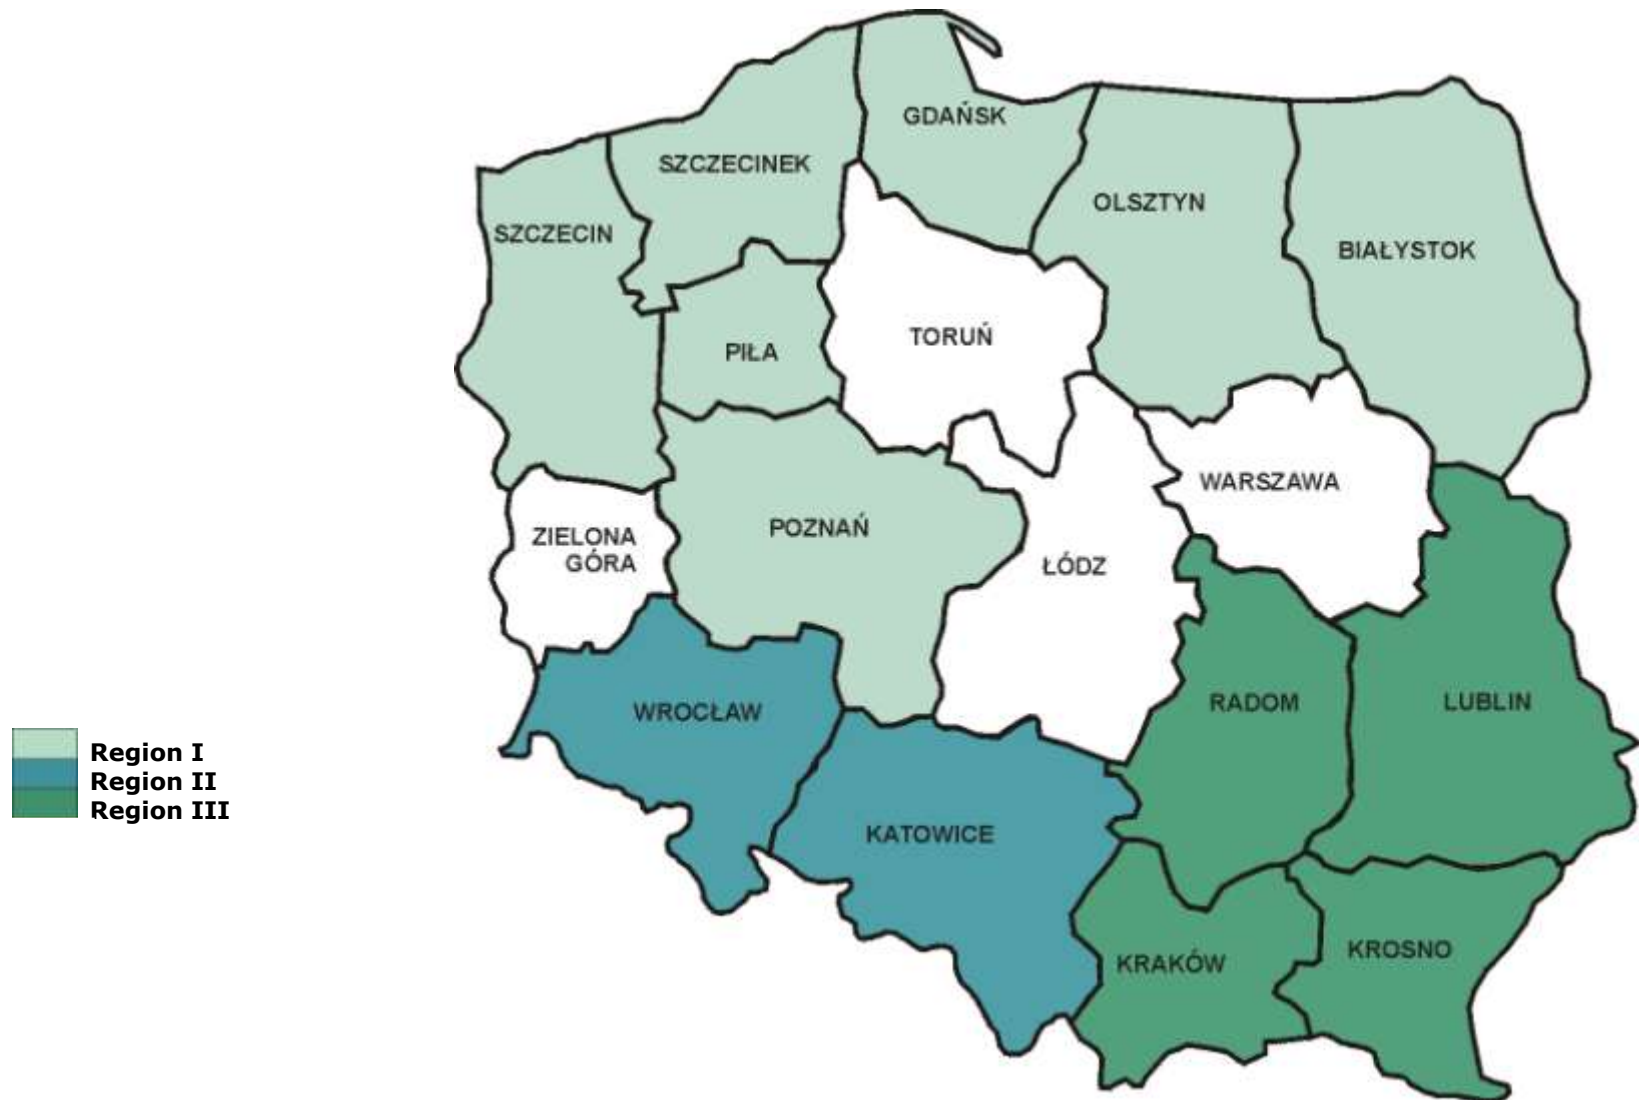 GDAŃSK
SZCZECINEK
OLSZTYN
SZCZECIN
BIAŁYSTOK
TORUŃ
PIŁA
WARSZAWA
POZNAŃ
ZIELONA
GÓRA
ŁÓDZ
RADOM
LUBLIN
WROCŁAW
KATOWICE
KROSNO
KRAKÓW
Region I
Region II
Region III